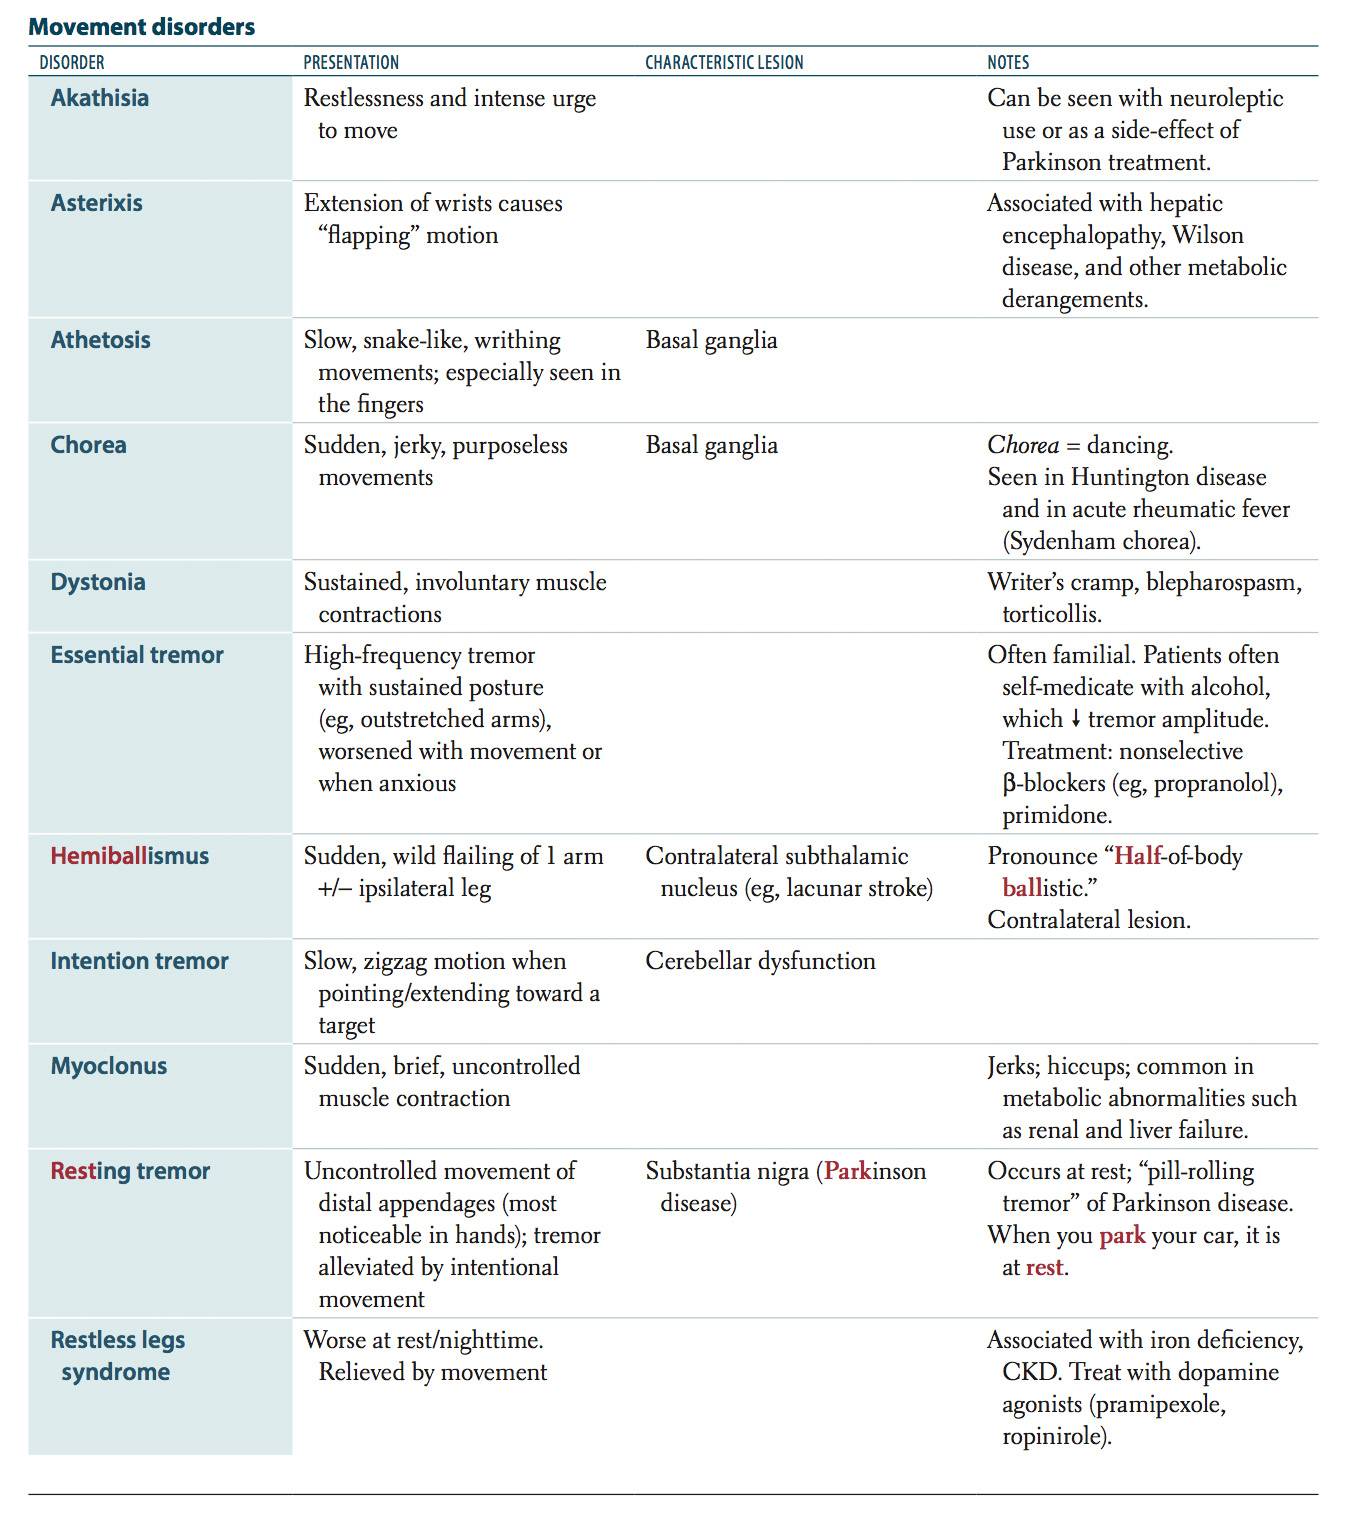 Movement disorders
DISORDER PRESENTATION CHARACTERISTIC LESION NOTES
Akathisia Restlessness and intense urge Can be seen with neuroleptic
to move use or as a side-effect of
Parkinson treatment.
Asterixis Extension of wrists causes Associated with hepatic
“flapping” motion encephalopathy, Wilson
disease, and other metabolic
derangements.
Athetosis Slow, snake-like, writhing Basal ganglia
movements; especially seen in
the fingers
Chorea Sudden, jerky, purposeless Basal ganglia Chorea = dancing.
movements Seen in Huntington disease
and in acute rheumatic fever
(Sydenham chorea).
Dystonia Sustained, involuntary muscle Writer’s cramp, blepharospasm,
contractions torticollis.
Essential tremor High-frequency tremor Often familial. Patients often
with sustained posture self-medicate with alcohol,
(eg, outstretched arms), which ↓ tremor amplitude.
worsened with movement or Treatment: nonselective
when anxious β-blockers (eg, propranolol),
primidone.
Hemiballismus Sudden, wild flailing of 1 arm Contralateral subthalamic Pronounce “Half-of-body
+/– ipsilateral leg nucleus (eg, lacunar stroke) ballistic.”
Contralateral lesion.
Intention tremor Slow, zigzag motion when Cerebellar dysfunction
pointing/extending toward a
target
Myoclonus Sudden, brief, uncontrolled Jerks; hiccups; common in
muscle contraction metabolic abnormalities such
as renal and liver failure.
Resting tremor Uncontrolled movement of Substantia nigra (Parkinson Occurs at rest; “pill-rolling
distal appendages (most disease) tremor” of Parkinson disease.
noticeable in hands); tremor When you park your car, it is
alleviated by intentional at rest.
movement
Restless legs Worse at rest/nighttime. Associated with iron deficiency,
syndrome Relieved by movement CKD. Treat with dopamine
agonists (pramipexole,
ropinirole).